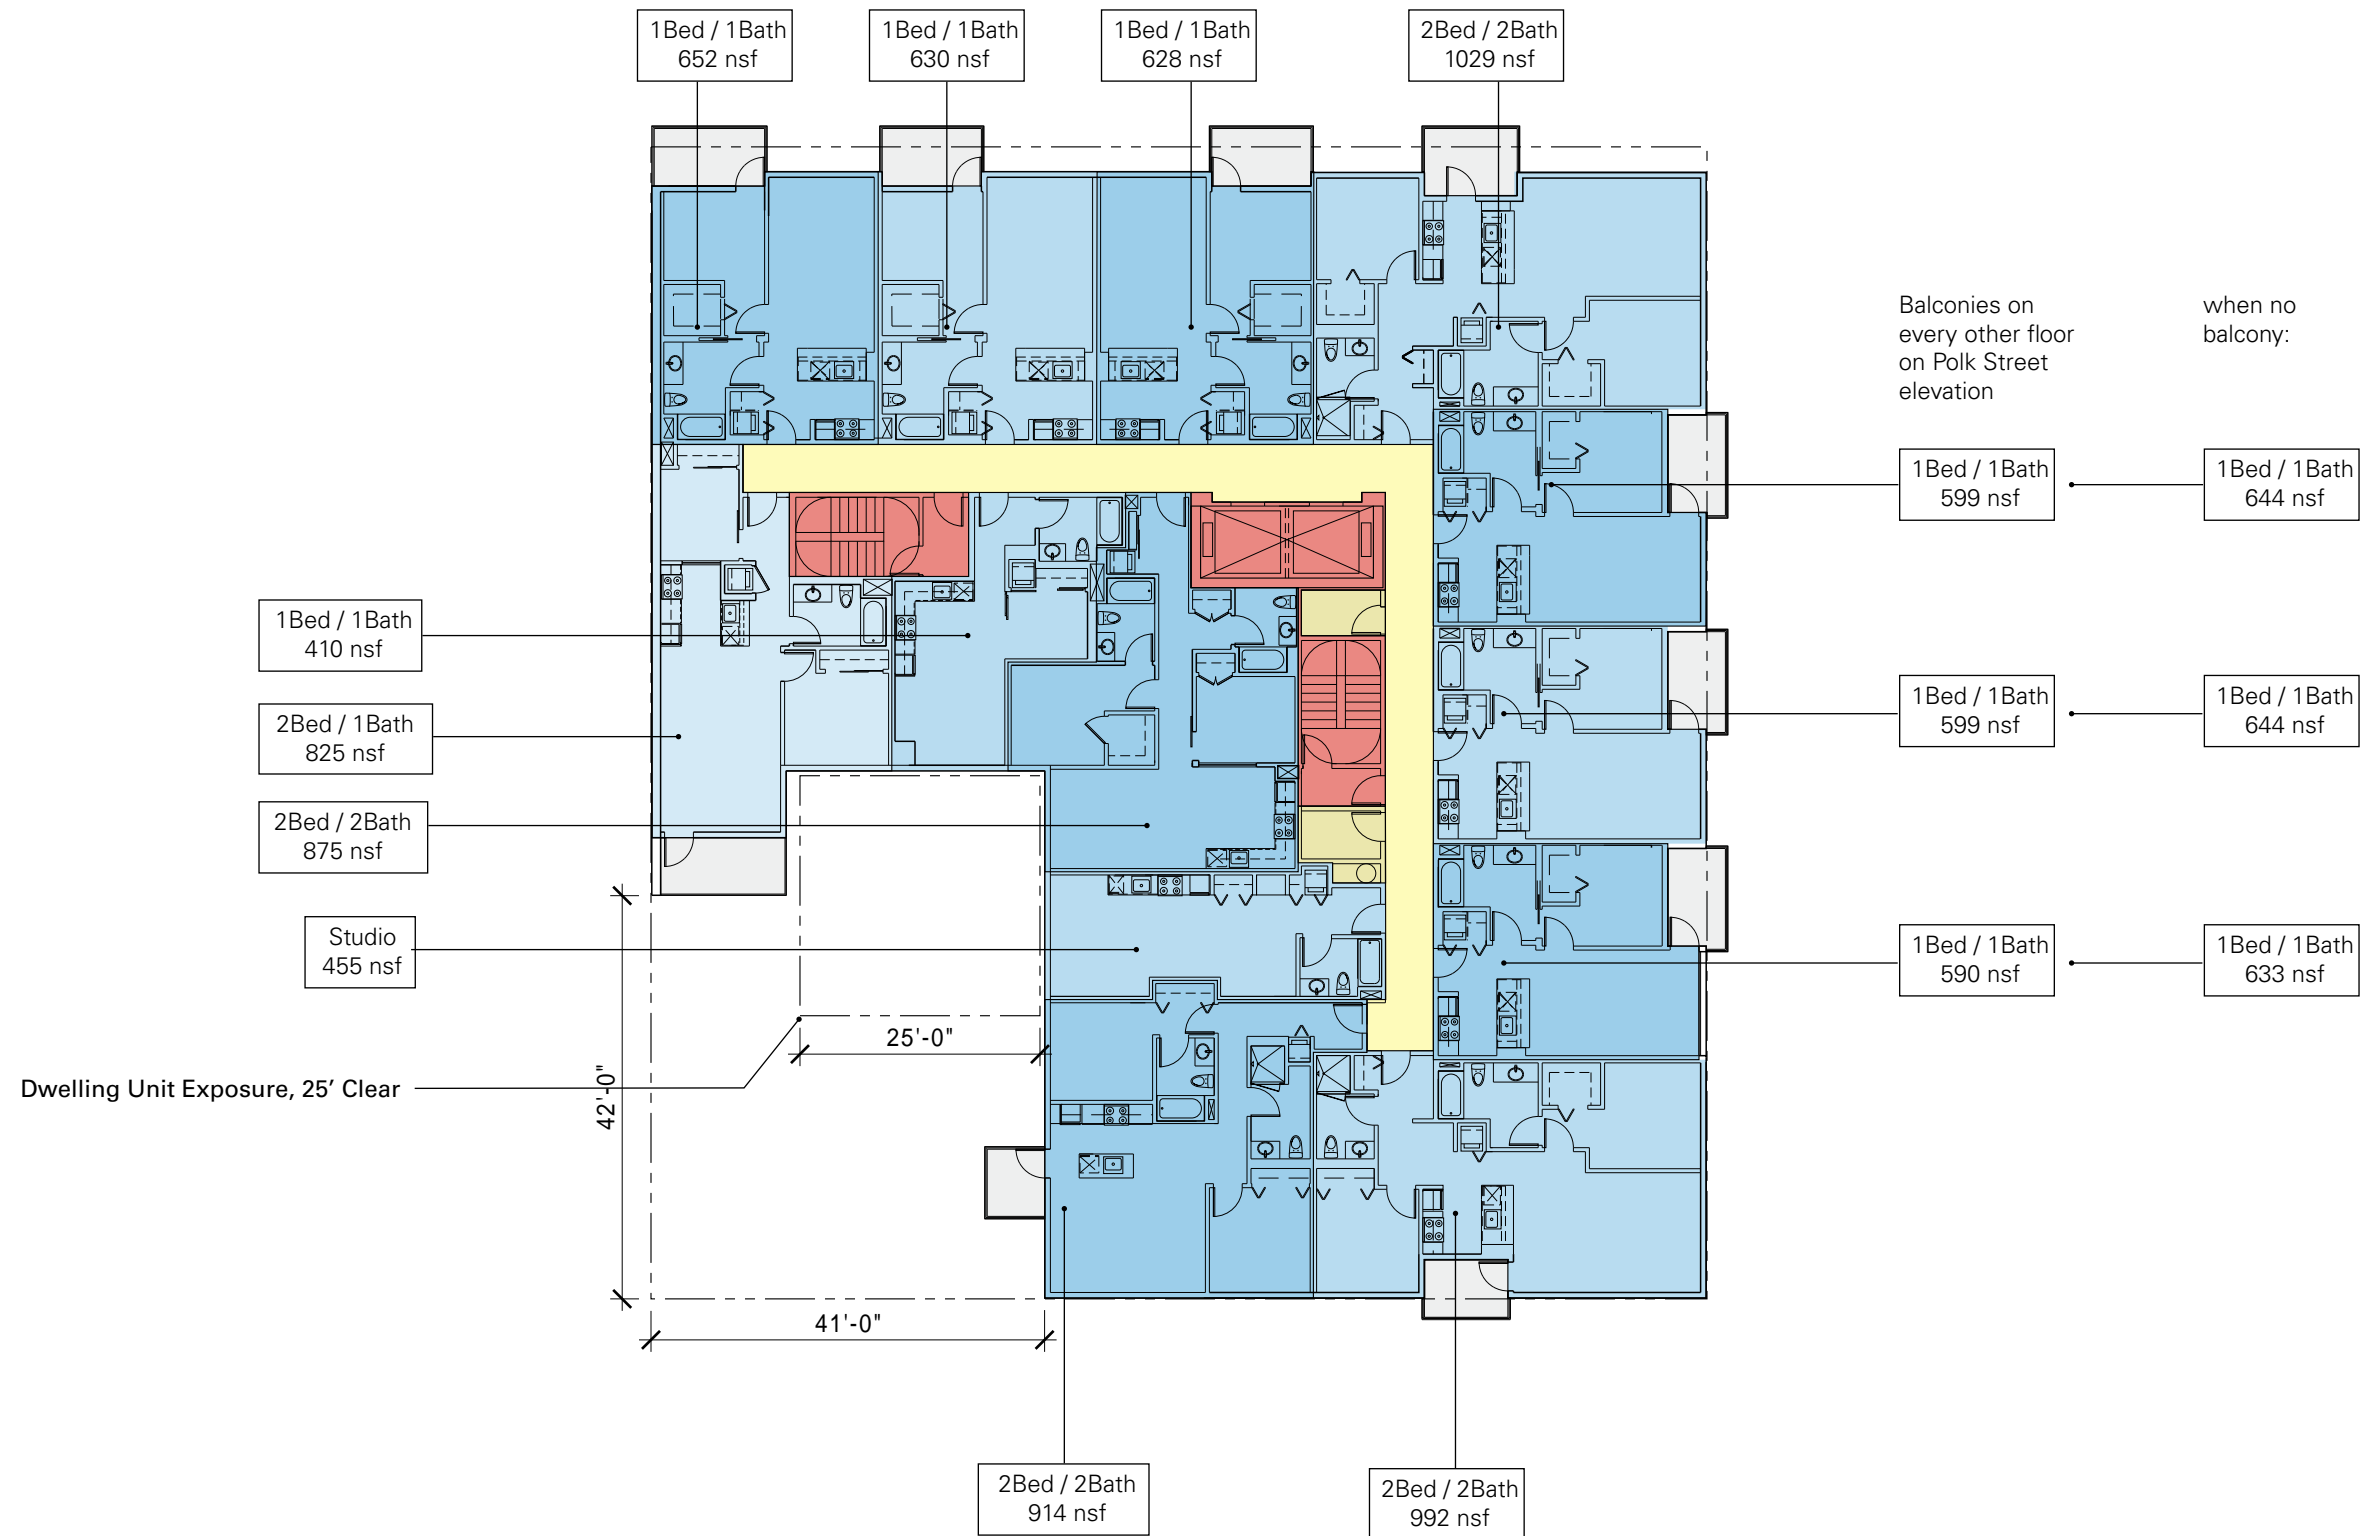 1Bed / 1Bath
652 nsf
1Bed / 1Bath
630 nsf
1Bed / 1Bath
628 nsf
2Bed / 2Bath
1029 nsf
Balconies on
every other floor
on Polk Street
elevation
when no
balcony:
1Bed / 1Bath
599 nsf
1Bed / 1Bath
644 nsf
1Bed / 1Bath
410 nsf
1Bed / 1Bath
599 nsf
1Bed / 1Bath
644 nsf
2Bed / 1Bath
825 nsf
2Bed / 2Bath
875 nsf
Studio
455 nsf
1Bed / 1Bath
590 nsf
1Bed / 1Bath
633 nsf
25'-0"
Dwelling Unit Exposure, 25’ Clear
42'-0"
41'-0"
2Bed / 2Bath
914 nsf
2Bed / 2Bath
992 nsf